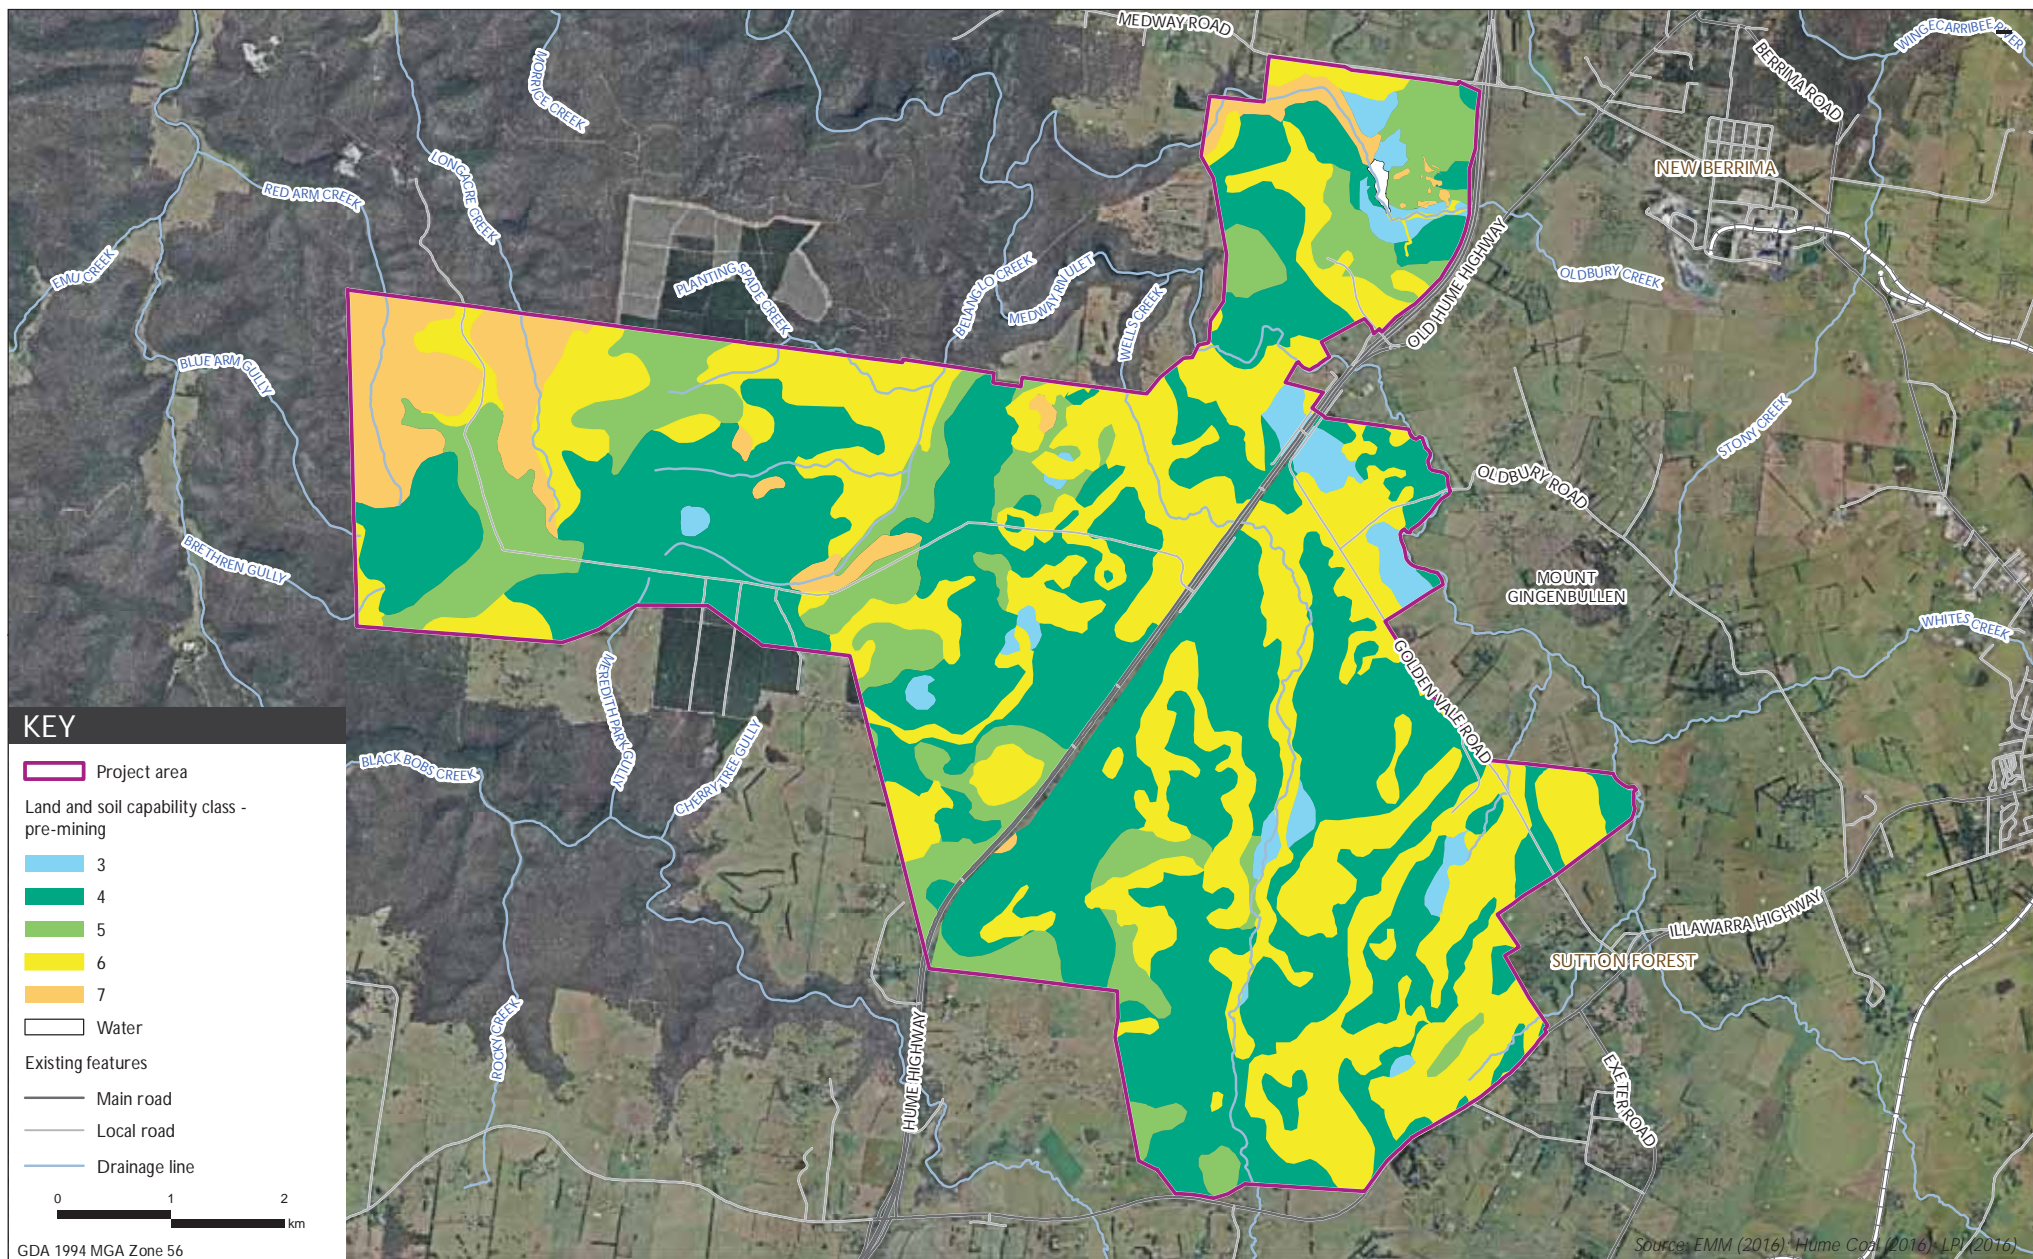 MEDWAY ROAD
WINGECARRIBEE RIVER
BERRIMA ROAD
MORRICE CREEK
LONGACRE CREEK
RED ARM CREEK
NEW BERRIMA
EMU CREEK
PLANTING SPADE CREEK
BELANGLO CREEK
MEDWAY RIVULET
WELLS CREEK
OLD HUME HIGHWAY
OLDBURY CREEK
BLUE ARM GULLY
STONY CREEK
OLDBURY ROAD
BRETHREN GULLY
MOUNT
GINGENBULLEN
WHITES CREEK
GOLDEN VALE ROAD
MEREDITH PARK GULLY
CHERRY TREE GULLY
BLACK BOBS CREEK
ILLAWARRA HIGHWAY
SUTTON FOREST
ROCKY CREEK
HUME HIGHWAY
EXETER ROAD
KEY
Project area
Land and soil capability class -
pre-mining
3
4
5
6
7
Water
Existing features
Main road
Local road
Drainage line
0 1 2
km
GDA 1994 MGA Zone 56
Source: EMM (2016); Hume Coal (2016); LPI (2016)